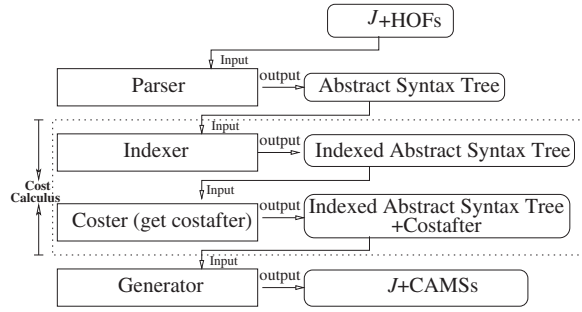 J+HOFs
Input
Parser
output
Abstract Syntax Tree
Input
Indexer
output
Indexed Abstract Syntax Tree
Cost
Calculus
Input
Coster (get costafter)
output
Indexed Abstract Syntax Tree
+Costafter
Input
Generator
output
J+CAMSs